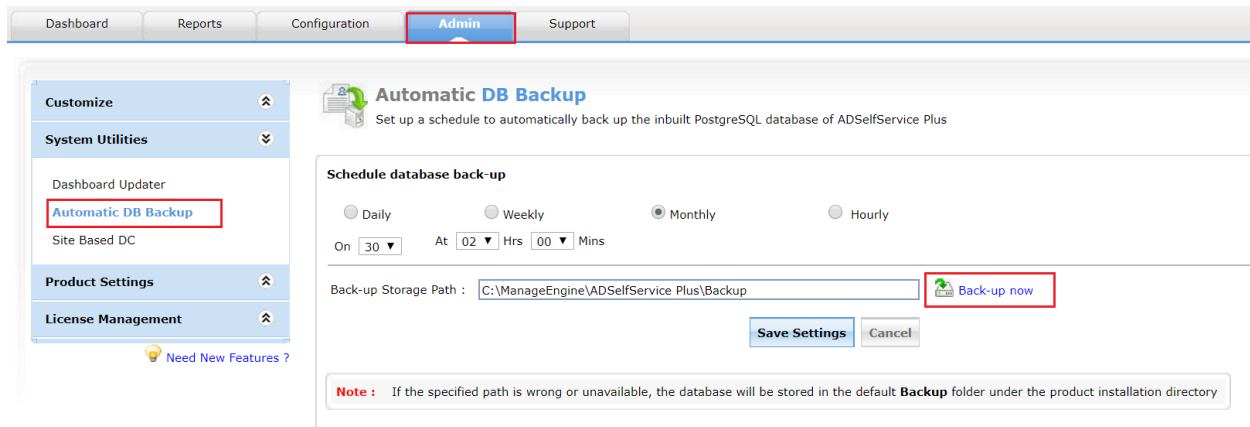 Dashboard Reports Configuration Admin Support
Customize
System Utilities
Dashboard Updater
Automatic DB Backup
Site Based DC
Product Settings
License Management
Need New Features ?
Automatic DB Backup
Set up a schedule to automatically back up the inbuilt PostgreSQL database of ADSelfService Plus
Schedule database back-up
Daily Weekly Monthly Hourly
On 30 At 02 Hrs 00 Mins
Back-up Storage Path : C:\ManageEngine\ADSelfService Plus\Backup Back-up now
Save Settings Cancel
Note : If the specified path is wrong or unavailable, the database will be stored in the default Backup folder under the product installation directory